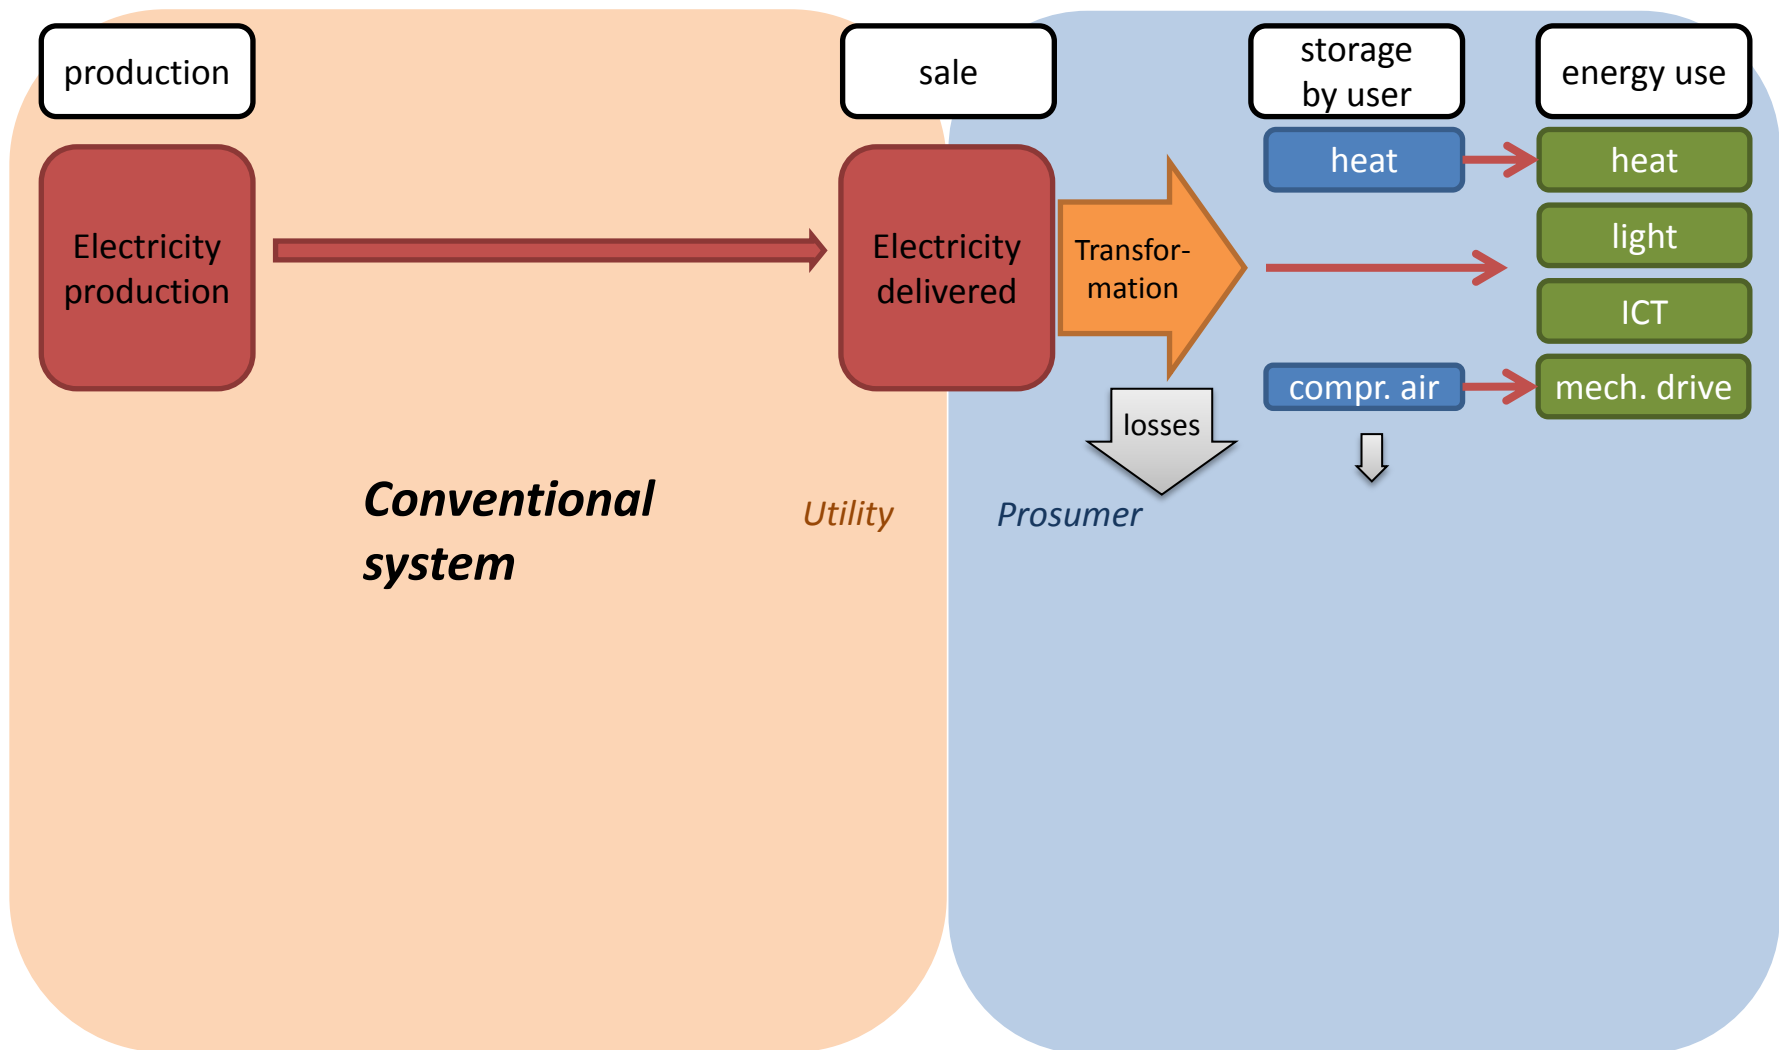 production
sale
storage
by user
energy use
Electricity
production
Electricity
delivered
Transfor-
mation
heat
heat
light
ICT
compr. air
mech. drive
losses
Conventional
system
Utility
Prosumer